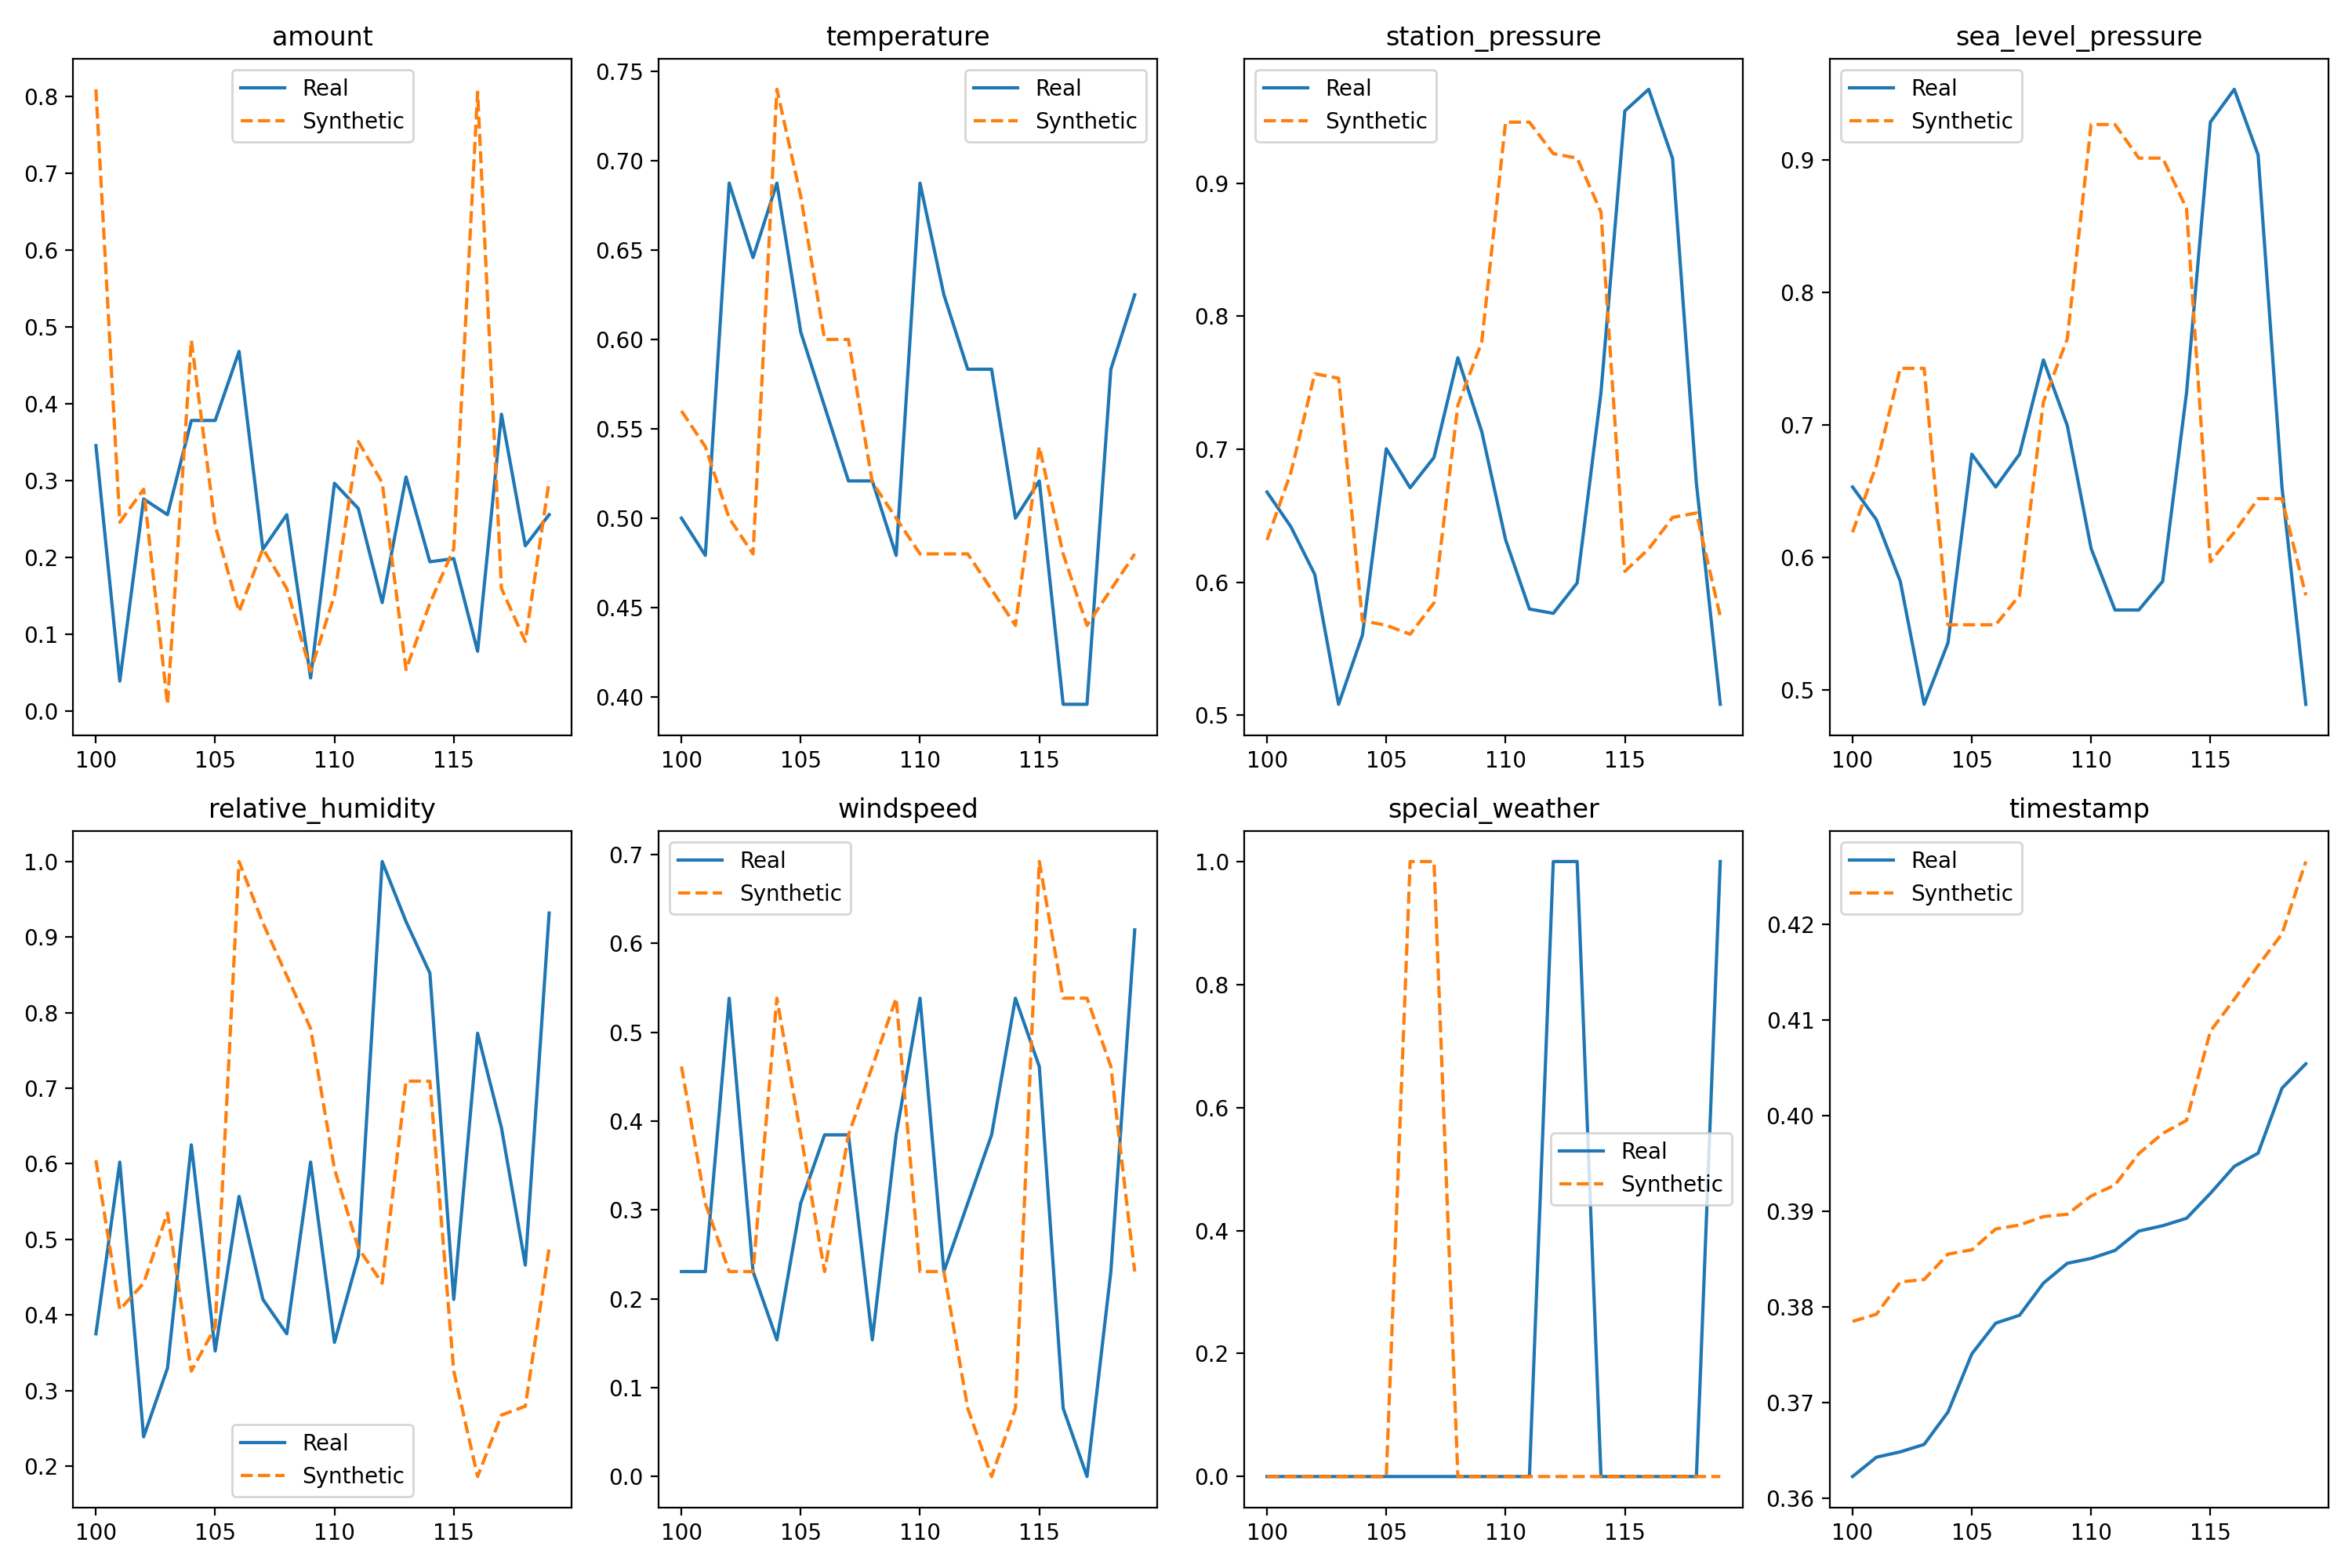 amount
0.8
0.7
0.6
0.5
0.4
0.3
0.2
0.1
0.0
100 105 110 115
Real
Synthetic
temperature
0.75
0.70
0.65
0.60
0.55
0.50
0.45
0.40
100 105 110 115
Real
Synthetic
station_pressure
0.9
0.8
0.7
0.6
0.5
100 105 110 115
Real
Synthetic
sea_level_pressure
0.9
0.8
0.7
0.6
0.5
100 105 110 115
Real
Synthetic
relative_humidity
1.0
0.9
0.8
0.7
0.6
0.5
0.4
0.3
0.2
100 105 110 115
Real
Synthetic
windspeed
0.7
0.6
0.5
0.4
0.3
0.2
0.1
0.0
100 105 110 115
Real
Synthetic
special_weather
1.0
0.8
0.6
0.4
0.2
0.0
100 105 110 115
Real
Synthetic
timestamp
0.42
0.41
0.40
0.39
0.38
0.37
0.36
100 105 110 115
Real
Synthetic